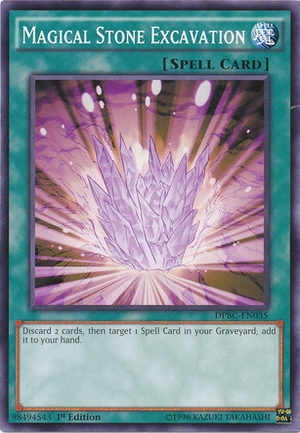 MAGICAL STONE EXCAVATION
[SPELL CARD]
DPBC-EN035
Discard 2 cards, then target 1 Spell Card in your Graveyard; add
it to your hand.
98494543 1st Edition ©1996 KAZUKI TAKAHASHI